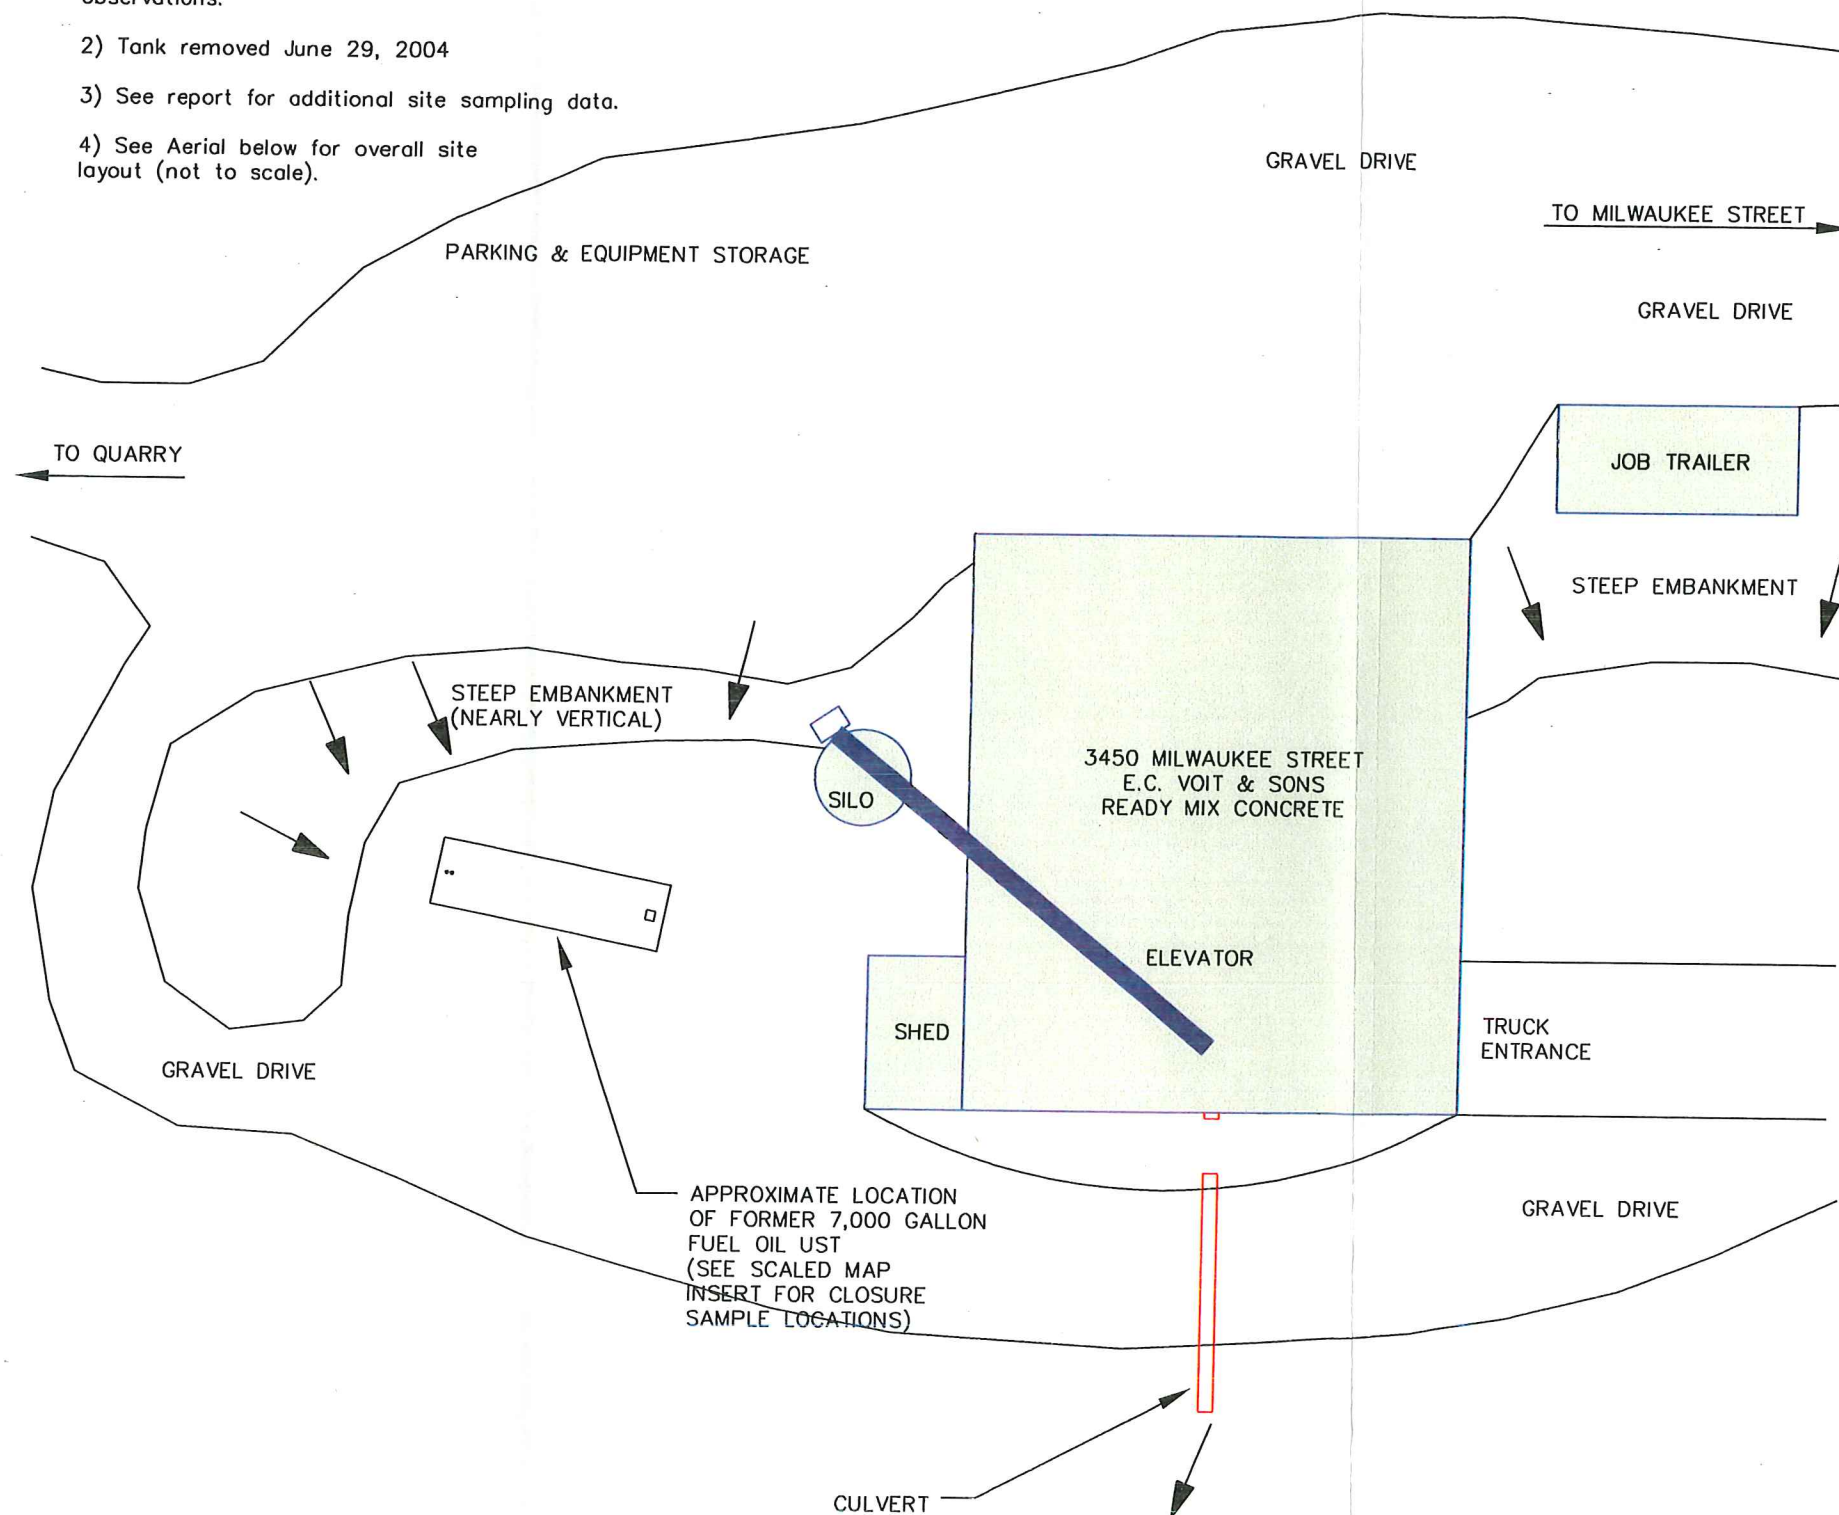 observations.
2) Tank removed June 29, 2004
3) See report for additional site sampling data.
4) See Aerial below for overall site
layout (not to scale).
GRAVEL DRIVE
TO MILWAUKEE STREET
PARKING & EQUIPMENT STORAGE
GRAVEL DRIVE
TO QUARRY
JOB TRAILER
STEEP EMBANKMENT
STEEP EMBANKMENT
(NEARLY VERTICAL)
3450 MILWAUKEE STREET
E.C. VOIT & SONS
READY MIX CONCRETE
SILO
ELEVATOR
SHED
TRUCK
ENTRANCE
GRAVEL DRIVE
APPROXIMATE LOCATION
OF FORMER 7,000 GALLON
FUEL OIL UST
(SEE SCALED MAP
INSERT FOR CLOSURE
SAMPLE LOCATIONS)
GRAVEL DRIVE
CULVERT